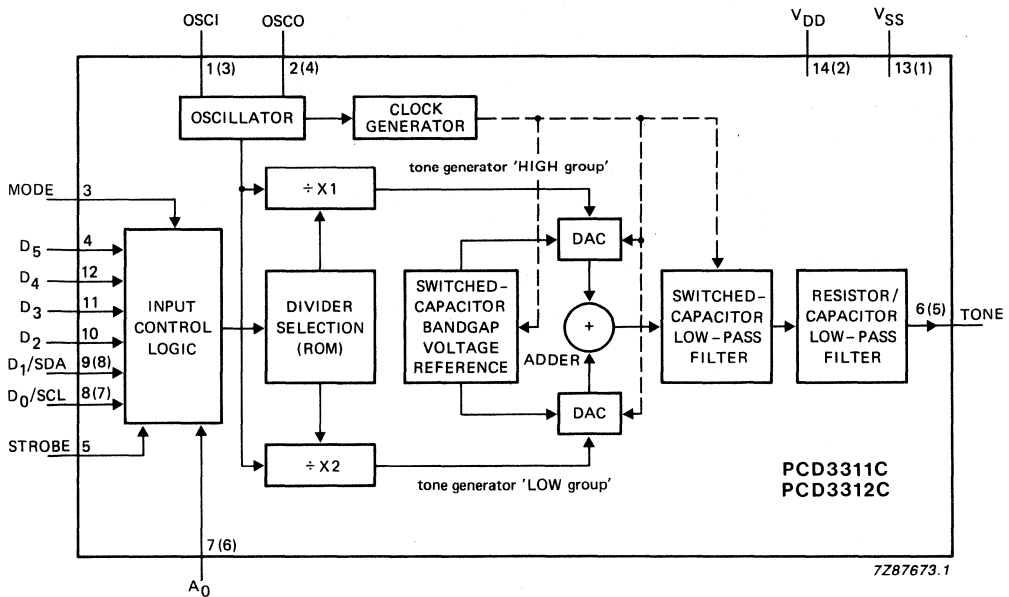 OSCI
OSCO
VDD
VSS
1 (3)
2 (4)
14 (2)
13 (1)
OSCILLATOR
CLOCK
GENERATOR
tone generator 'HIGH group'
MODE
3
÷ X1
D5
4
D4
12
D3
11
D2
10
D1/SDA
9 (8)
D0/SCL
8 (7)
STROBE
5
INPUT
CONTROL
LOGIC
DIVIDER
SELECTION
(ROM)
SWITCHED-
CAPACITOR
BANDGAP
VOLTAGE
REFERENCE
DAC
+
ADDER
DAC
SWITCHED-
CAPACITOR
LOW-PASS
FILTER
RESISTOR/
CAPACITOR
LOW-PASS
FILTER
6 (5)
TONE
÷ X2
tone generator 'LOW group'
PCD3311C
PCD3312C
7 (6)
A0
7Z87673.1